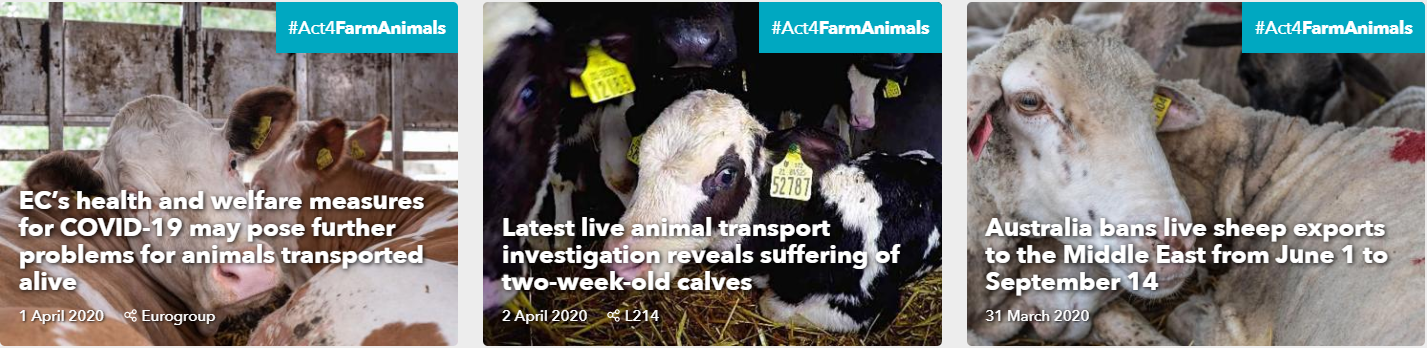 #Act4FarmAnimals
EC’s health and welfare measures
for COVID-19 may pose further
problems for animals transported
alive
1 April 2020 Eurogroup
#Act4FarmAnimals
52787
Latest live animal transport
investigation reveals suffering of
two-week-old calves
2 April 2020 L214
#Act4FarmAnimals
Australia bans live sheep exports
to the Middle East from June 1 to
September 14
31 March 2020